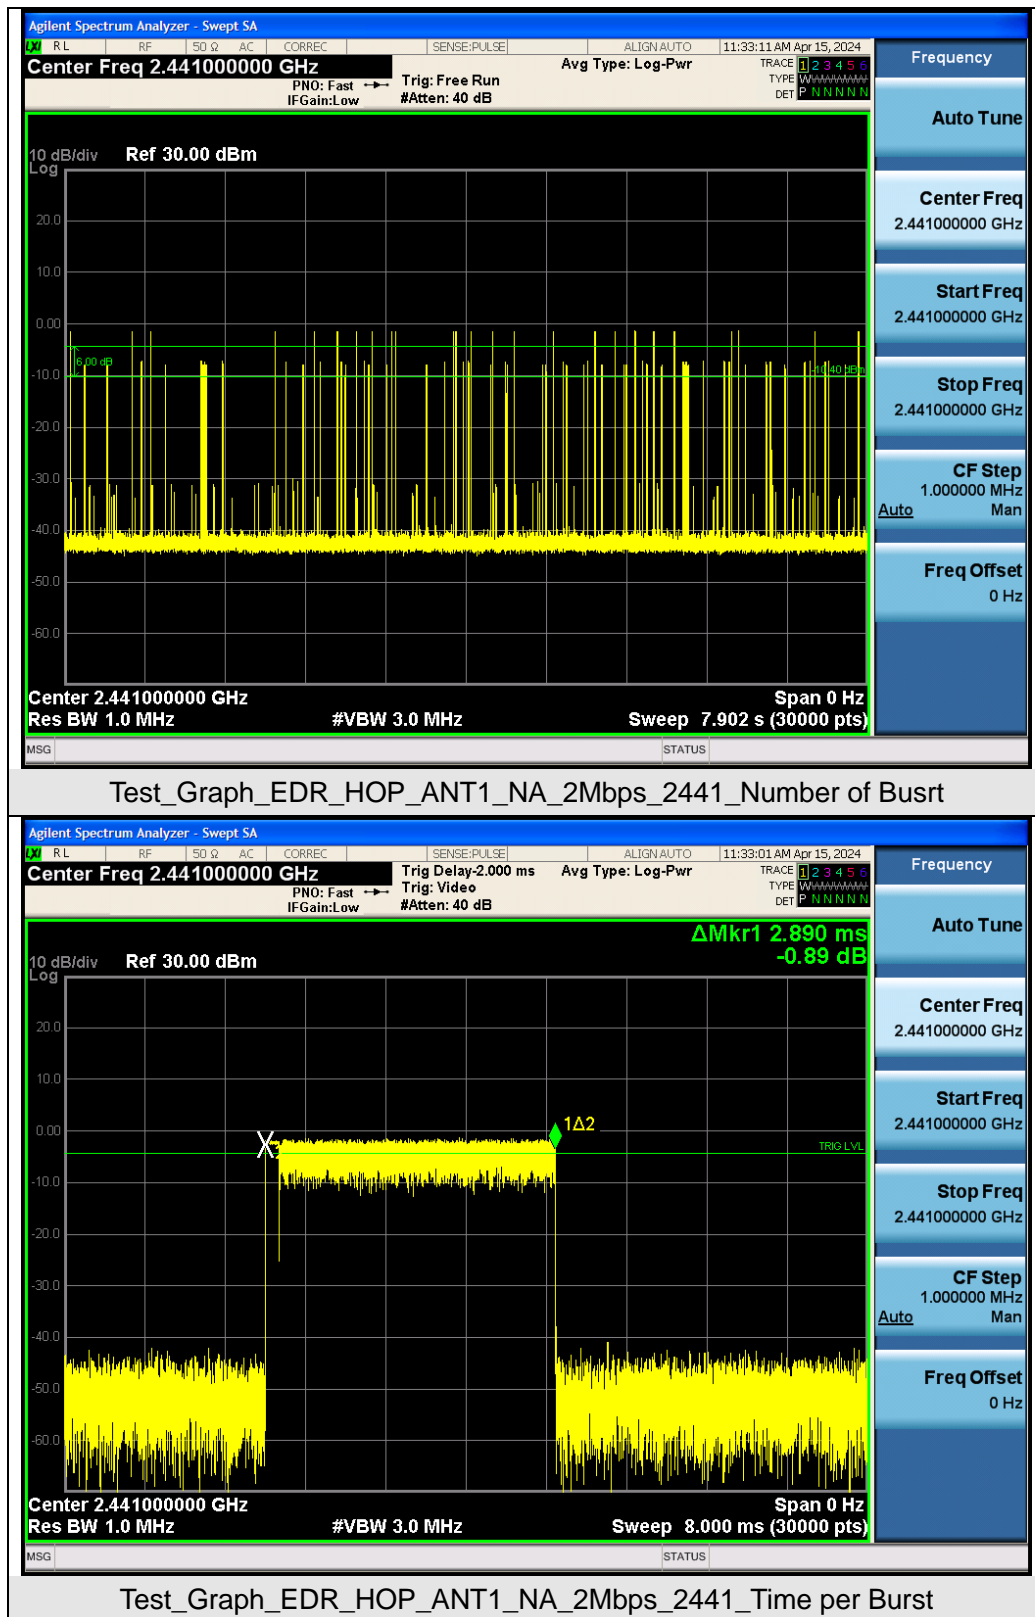 Agilent Spectrum Analyzer - Swept SA
LXI RL RF 50 Ω AC CORREC SENSE:PULSE ALIGN AUTO 11:33:11 AM Apr 15, 2024
Center Freq 2.441000000 GHz Avg Type: Log-Pwr TRACE 1 2 3 4 5 6
PNO: Fast Trig: Free Run TYPE W
IFGain:Low #Atten: 40 dB DET P N N N N N
Frequency
Auto Tune
10 dB/div Ref 30.00 dBm
Log
20.0
10.0
0.00
6.00 dB
-10.40 dBm
-10.0
-20.0
-30.0
-40.0
-50.0
-60.0
Center 2.441000000 GHz Span 0 Hz
Res BW 1.0 MHz #VBW 3.0 MHz Sweep 7.902 s (30000 pts)
Center Freq
2.441000000 GHz
Start Freq
2.441000000 GHz
Stop Freq
2.441000000 GHz
CF Step
1.000000 MHz
Auto Man
Freq Offset
0 Hz
MSG STATUS
Test_Graph_EDR_HOP_ANT1_NA_2Mbps_2441_Number of Busrt
Agilent Spectrum Analyzer - Swept SA
LXI RL RF 50 Ω AC CORREC SENSE:PULSE ALIGN AUTO 11:33:01 AM Apr 15, 2024
Center Freq 2.441000000 GHz Trig Delay-2.000 ms Avg Type: Log-Pwr TRACE 1 2 3 4 5 6
PNO: Fast Trig: Video TYPE W
IFGain:Low #Atten: 40 dB DET P N N N N N
Frequency
Auto Tune
ΔMkr1 2.890 ms
-0.89 dB
10 dB/div Ref 30.00 dBm
Log
20.0
10.0
0.00
1Δ2
TRIG LVL
-10.0
-20.0
-30.0
-40.0
-50.0
-60.0
Center 2.441000000 GHz Span 0 Hz
Res BW 1.0 MHz #VBW 3.0 MHz Sweep 8.000 ms (30000 pts)
Center Freq
2.441000000 GHz
Start Freq
2.441000000 GHz
Stop Freq
2.441000000 GHz
CF Step
1.000000 MHz
Auto Man
Freq Offset
0 Hz
MSG STATUS
Test_Graph_EDR_HOP_ANT1_NA_2Mbps_2441_Time per Burst